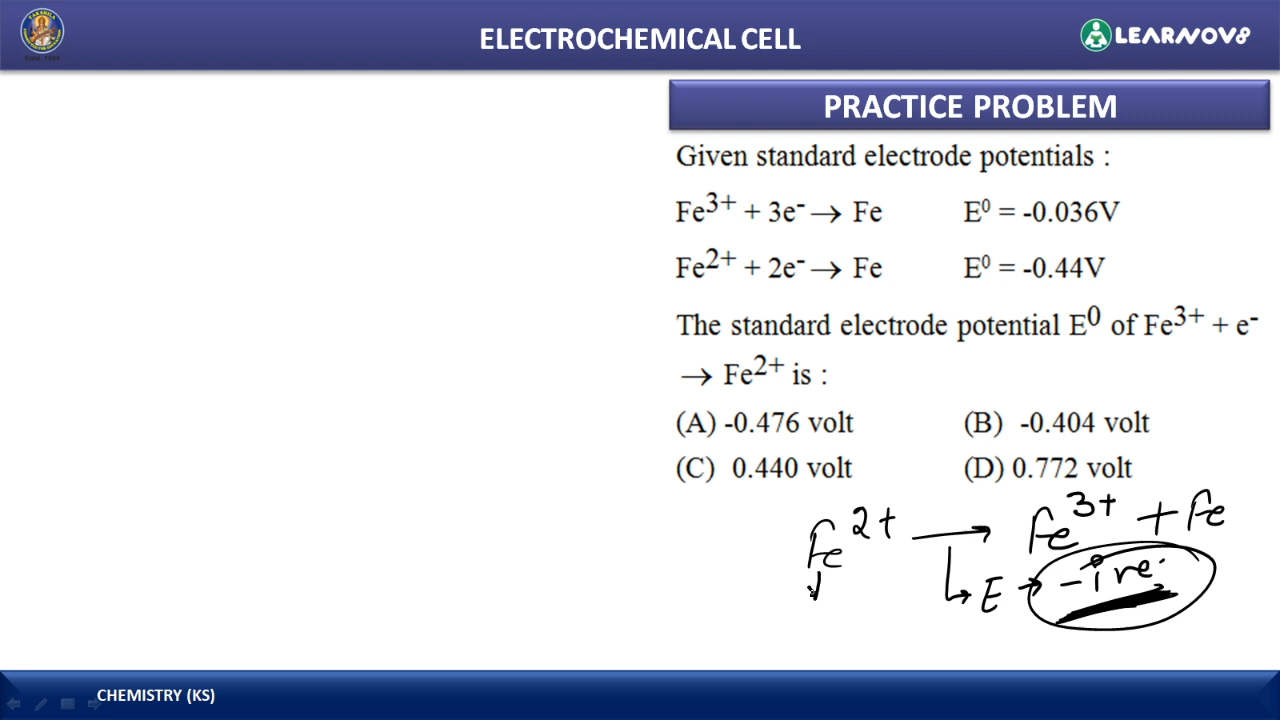 ELECTROCHEMICAL CELL
LEARNOV8
PRACTICE PROBLEM
Given standard electrode potentials :
Fe³⁺ + 3e⁻ → Fe E⁰ = -0.036V
Fe²⁺ + 2e⁻ → Fe E⁰ = -0.44V
The standard electrode potential E⁰ of Fe³⁺ + e⁻
→ Fe²⁺ is :
(A) -0.476 volt (B) -0.404 volt
(C) 0.440 volt (D) 0.772 volt
Fe²⁺ → Fe³⁺ + Fe
↳ E → -ive.
CHEMISTRY (KS)